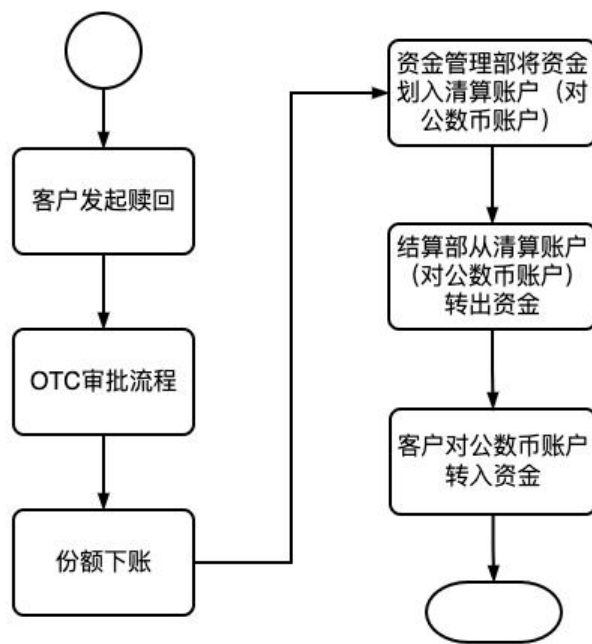 客户发起赎回
OTC审批流程
份额下账
资金管理部将资金
划入清算账户（对
公数币账户）
结算部从清算账户
（对公数币账户）
转出资金
客户对公数币账户
转入资金